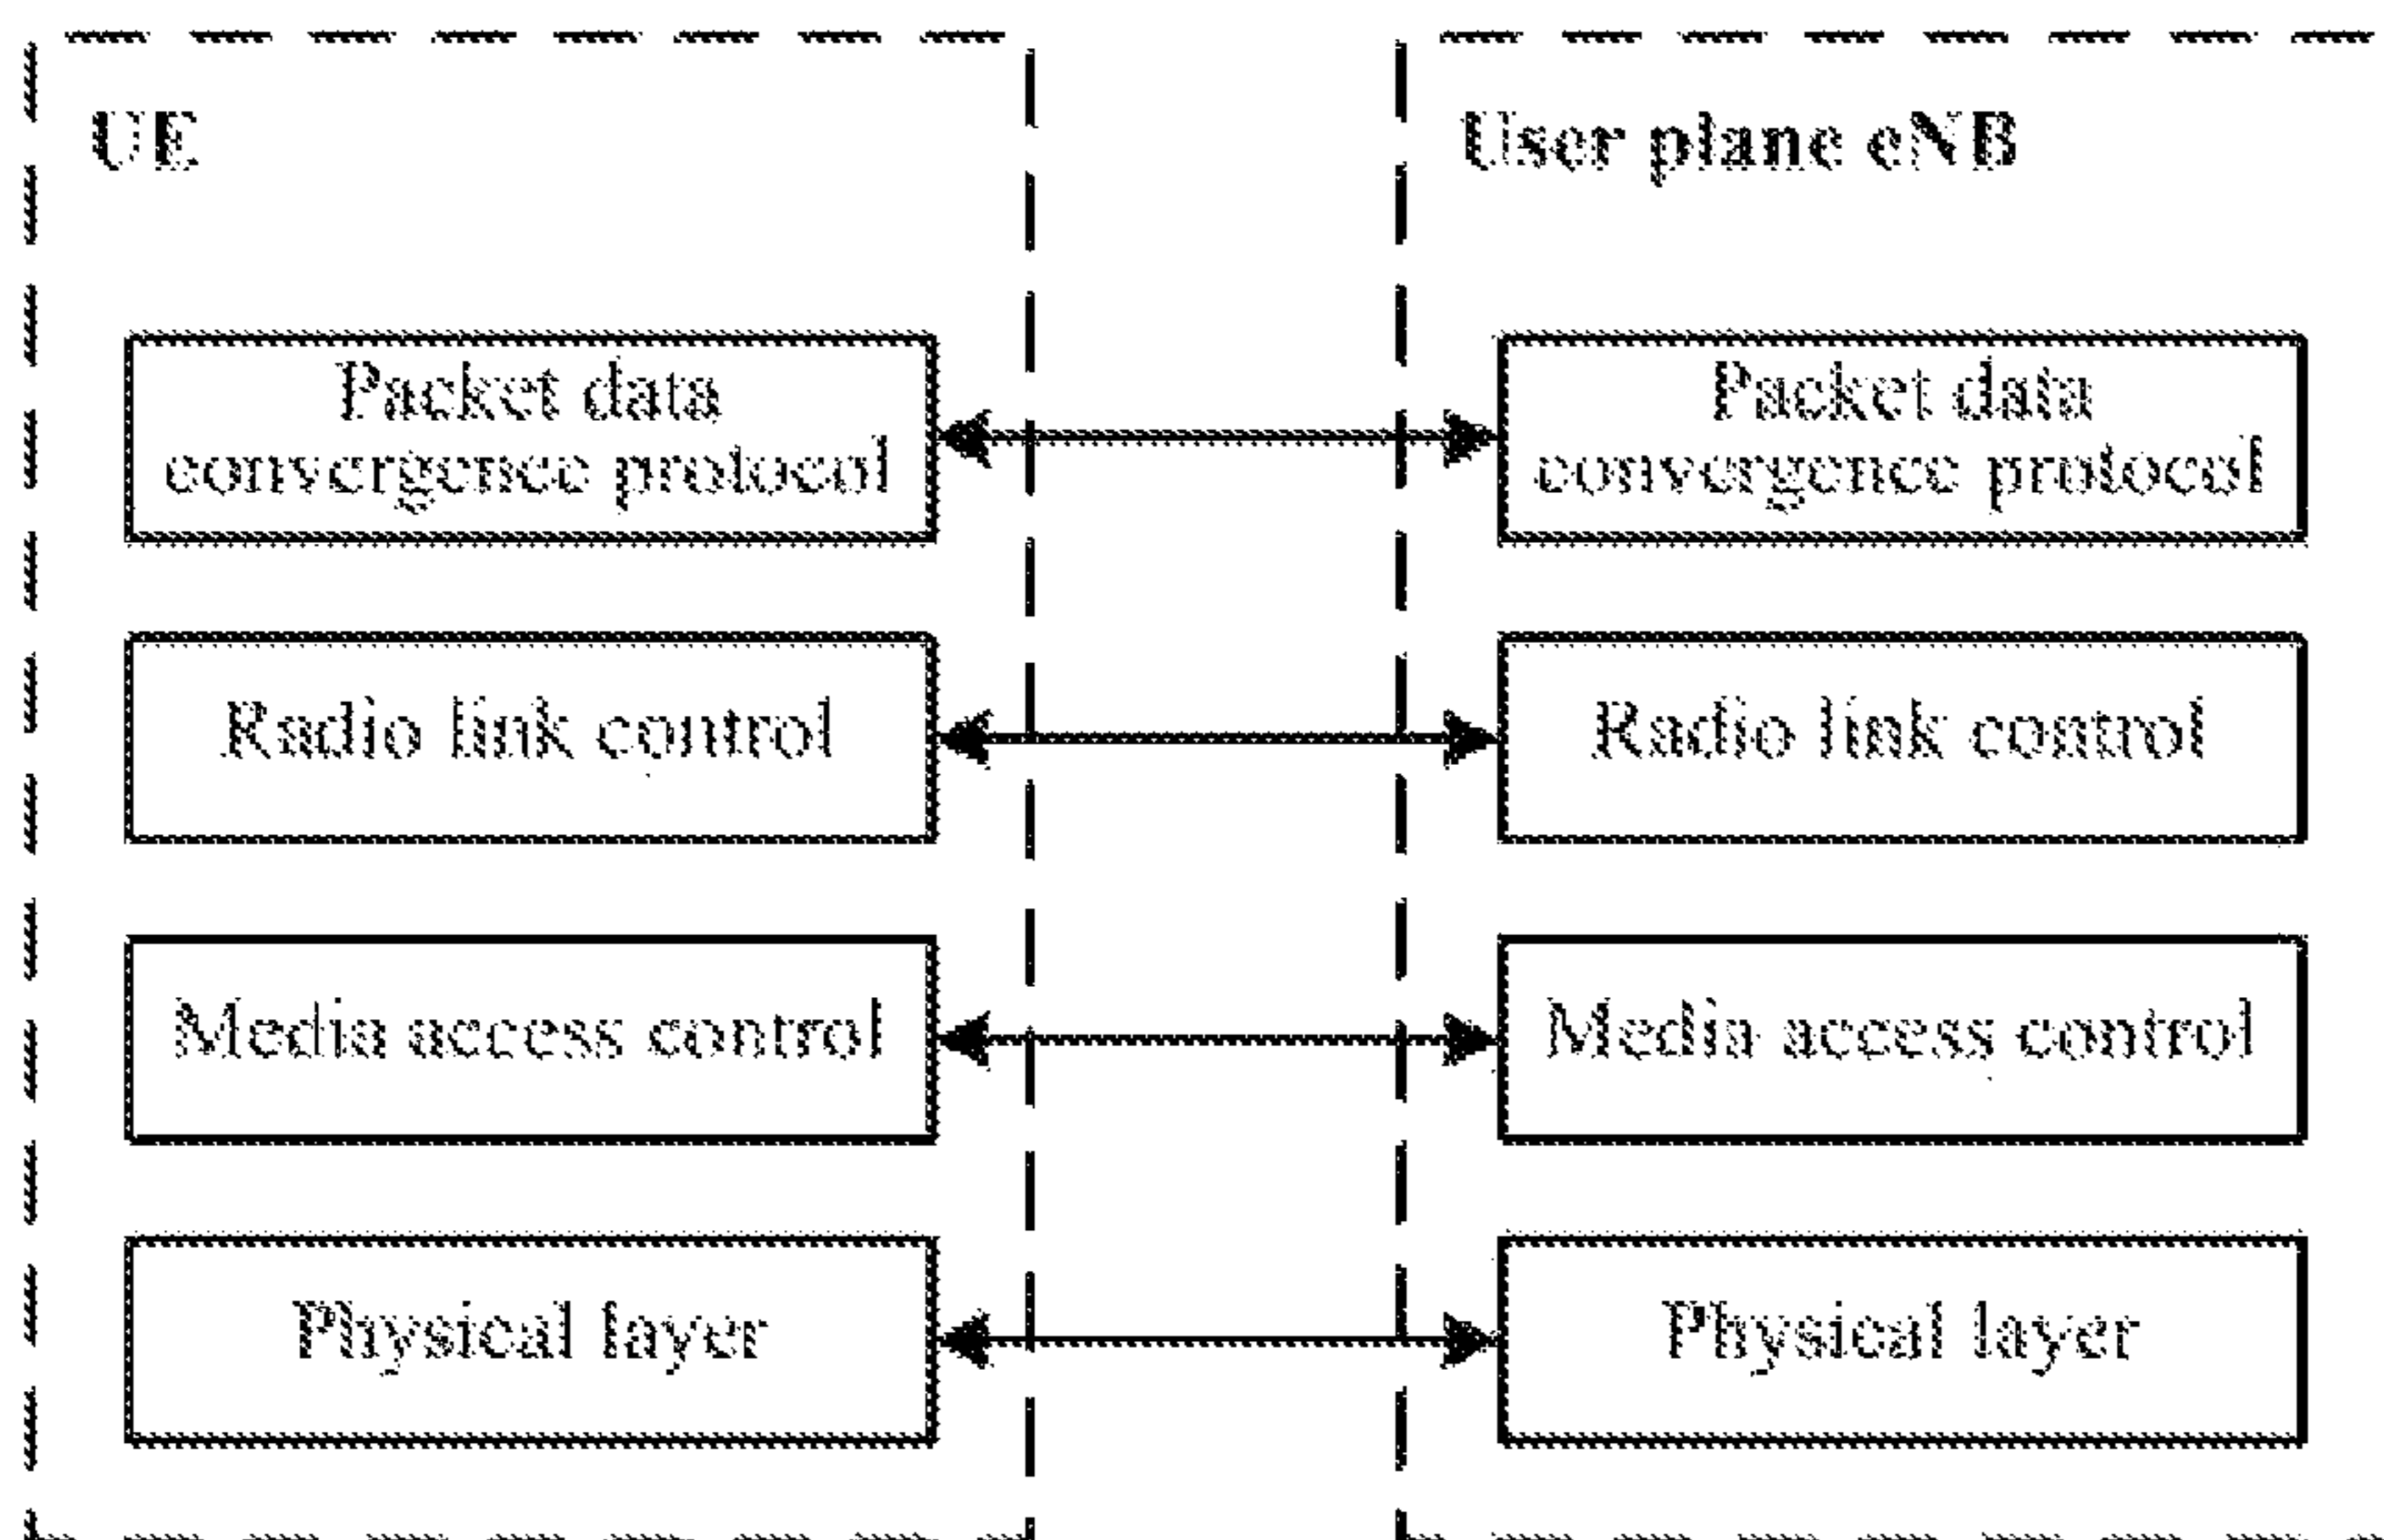 UE
User plane eNB
Packet data
convergence protocol
Packet data
convergence protocol
Radio link control
Radio link control
Media access control
Media access control
Physical layer
Physical layer